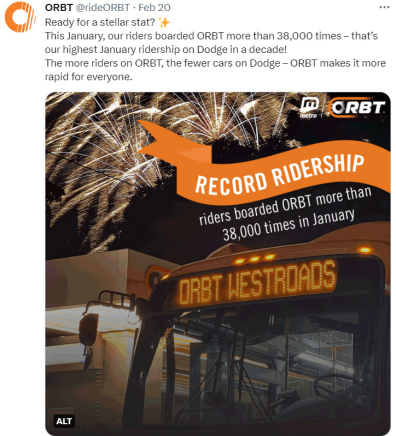 ORBT @rideORBT · Feb 20
Ready for a stellar stat? ✨
This January, our riders boarded ORBT more than 38,000 times – that's
our highest January ridership on Dodge in a decade!
The more riders on ORBT, the fewer cars on Dodge – ORBT makes it more
rapid for everyone.
metro ORBT
RECORD RIDERSHIP
riders boarded ORBT more than
38,000 times in January
ORBT WESTROADS
ALT